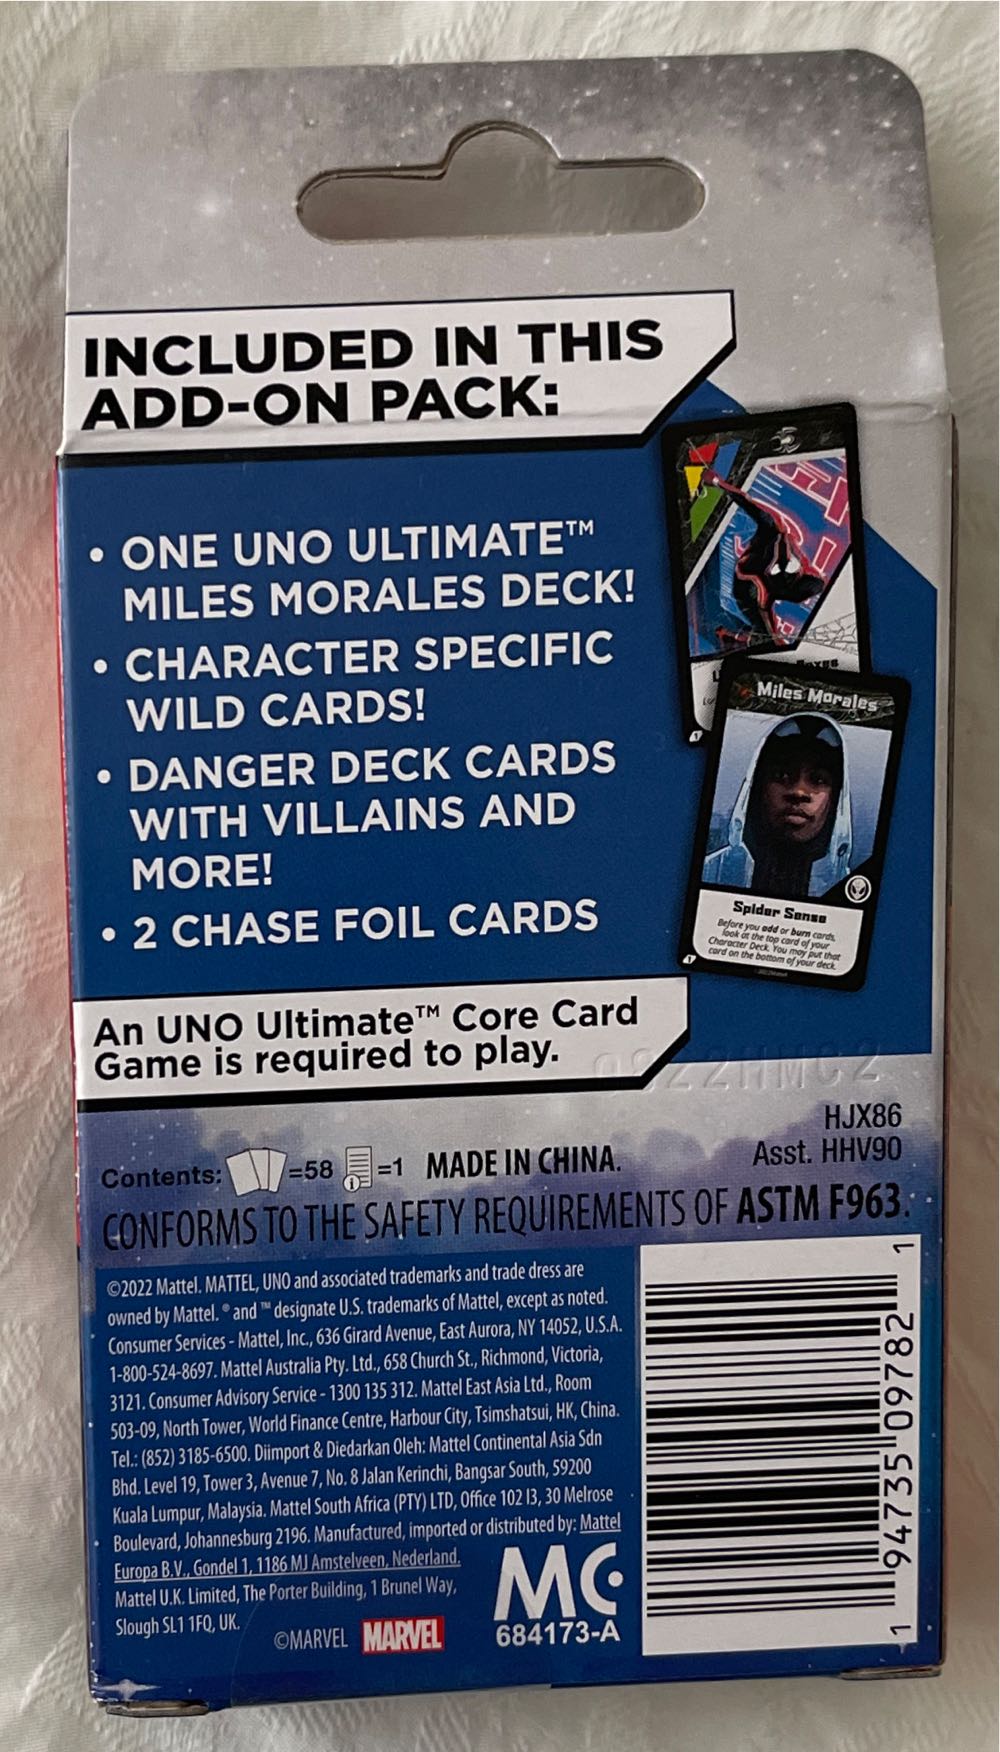 INCLUDED IN THIS
ADD-ON PACK:
• ONE UNO ULTIMATE™
MILES MORALES DECK!
• CHARACTER SPECIFIC
WILD CARDS!
• DANGER DECK CARDS
WITH VILLAINS AND
MORE!
• 2 CHASE FOIL CARDS
Miles Morales
Spider Sense
Before you add or burn cards,
look at the top card of your
Character Deck. You may put that
card on the bottom of your deck.
1
1
An UNO Ultimate™ Core Card
Game is required to play.
HMC2
HJX86
Asst. HHV90
Contents: =58 =1 MADE IN CHINA.
CONFORMS TO THE SAFETY REQUIREMENTS OF ASTM F963.
©2022 Mattel. MATTEL, UNO and associated trademarks and trade dress are
owned by Mattel. ® and ™ designate U.S. trademarks of Mattel, except as noted.
Consumer Services - Mattel, Inc., 636 Girard Avenue, East Aurora, NY 14052, U.S.A.
1-800-524-8697. Mattel Australia Pty. Ltd., 658 Church St., Richmond, Victoria,
3121. Consumer Advisory Service - 1300 135 312. Mattel East Asia Ltd., Room
503-09, North Tower, World Finance Centre, Harbour City, Tsimshatsui, HK, China.
Tel.: (852) 3185-6500. Diimport & Diedarkan Oleh: Mattel Continental Asia Sdn
Bhd. Level 19, Tower 3, Avenue 7, No. 8 Jalan Kerinchi, Bangsar South, 59200
Kuala Lumpur, Malaysia. Mattel South Africa (PTY) LTD, Office 102 I3, 30 Melrose
Boulevard, Johannesburg 2196. Manufactured, imported or distributed by: Mattel
Europa B.V., Gondel 1, 1186 MJ Amstelveen, Nederland.
Mattel U.K. Limited, The Porter Building, 1 Brunel Way,
Slough SL1 1FQ, UK.
©MARVEL MARVEL
MC
684173-A
1 94735 09782 1